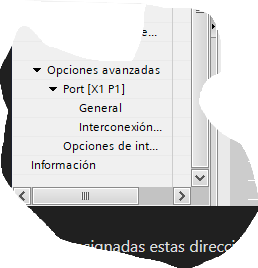 e...
Opciones avanzadas
Port [X1 P1]
General
Interconexión...
Opciones de int...
Información
signadas estas direcci